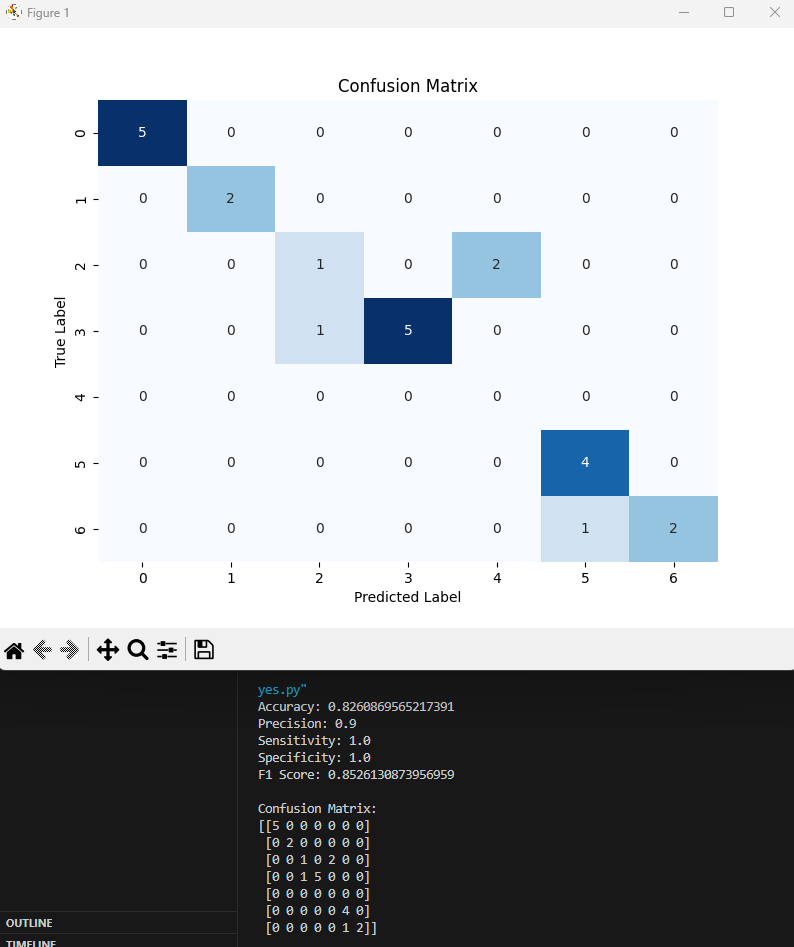 Figure 1
Confusion Matrix
0 5 0 0 0 0 0 0
1 0 2 0 0 0 0 0
2 0 0 1 0 2 0 0
3 0 0 1 5 0 0 0
4 0 0 0 0 0 0 0
5 0 0 0 0 0 4 0
6 0 0 0 0 0 1 2
True Label
0 1 2 3 4 5 6
Predicted Label
yes.py"
Accuracy: 0.8260869565217391
Precision: 0.9
Sensitivity: 1.0
Specificity: 1.0
F1 Score: 0.8526130873956959
Confusion Matrix:
[[5 0 0 0 0 0 0]
[0 2 0 0 0 0 0]
[0 0 1 0 2 0 0]
[0 0 1 5 0 0 0]
[0 0 0 0 0 0 0]
[0 0 0 0 0 4 0]
[0 0 0 0 0 1 2]]
OUTLINE
TIMELINE